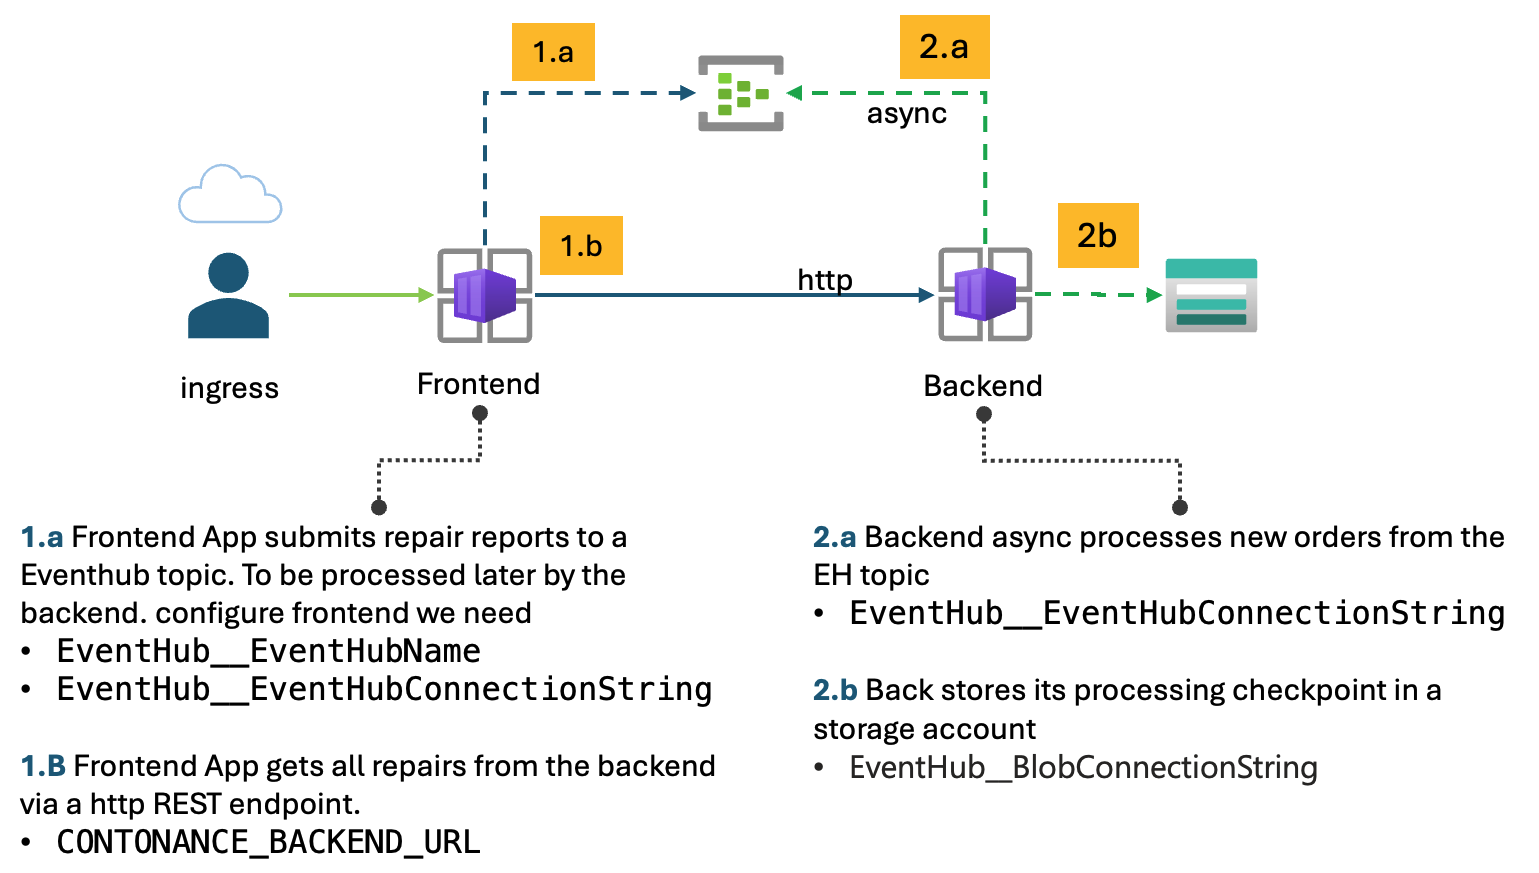 1.a
2.a
async
1.b
2b
http
ingress
Frontend
Backend
1.a Frontend App submits repair reports to a
Eventhub topic. To be processed later by the
backend. configure frontend we need
• EventHub__EventHubName
• EventHub__EventHubConnectionString
1.B Frontend App gets all repairs from the backend
via a http REST endpoint.
• CONTONANCE_BACKEND_URL
2.a Backend async processes new orders from the
EH topic
• EventHub__EventHubConnectionString
2.b Back stores its processing checkpoint in a
storage account
• EventHub__BlobConnectionString